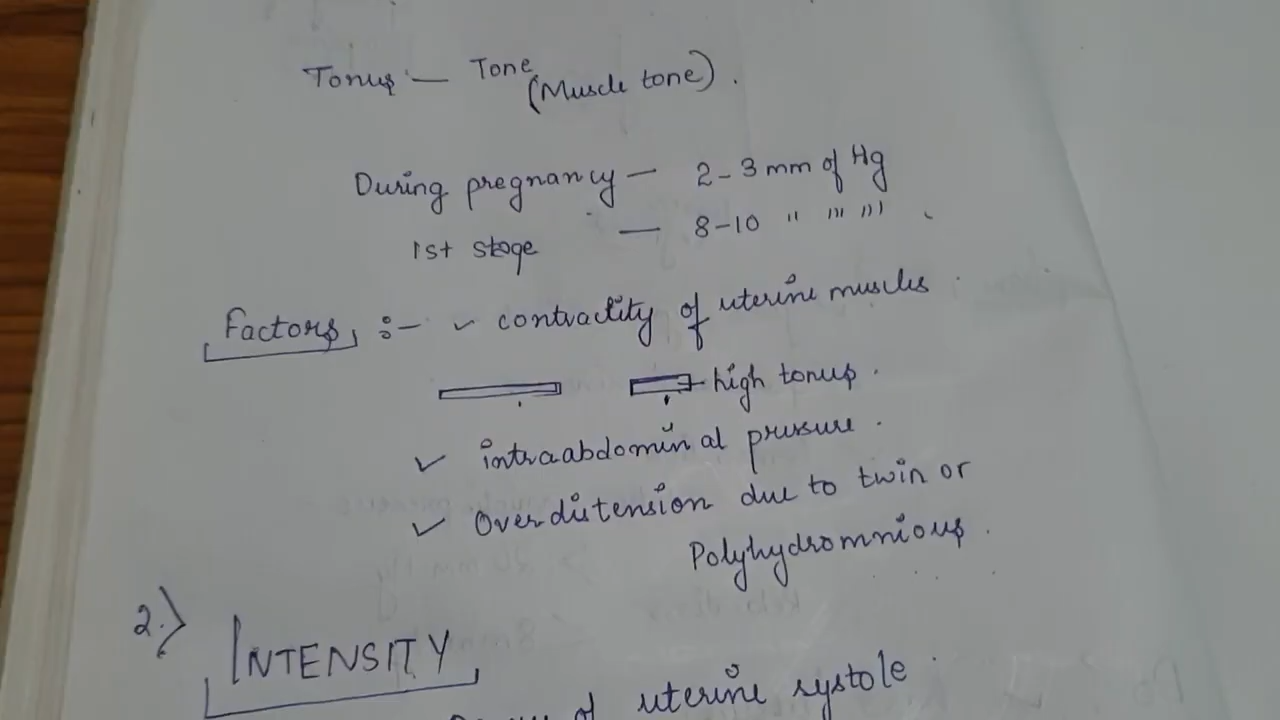 Tonus — Tone
(Muscle tone).
During pregnancy — 2-3 mm of Hg
1st stage — 8-10 " "' "'
Factors :- ✓ contractility of uterine muscles
high tonus.
✓ intraabdominal pressure.
✓ Overdistension due to twin or
Polyhydromnious.
2.) INTENSITY
of uterine systole